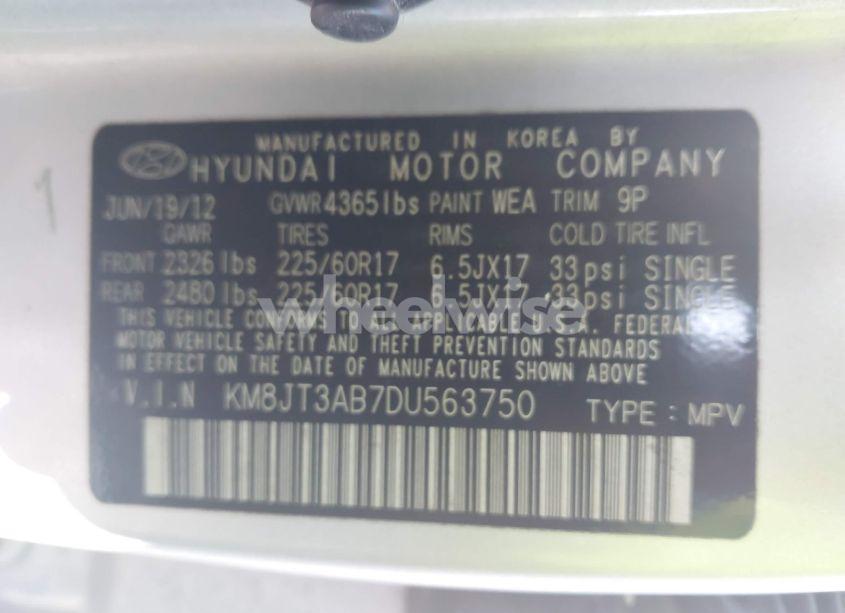 1
MANUFACTURED IN KOREA BY
HYUNDAI MOTOR COMPANY
JUN/19/12 GVWR 4365lbs PAINT WEA TRIM 9P
GAWR TIRES RIMS COLD TIRE INFL
FRONT 2326 lbs 225/60R17 6.5JX17 33psi SINGLE
REAR 2480 lbs 225/60R17 6.5JX17 33psi SINGLE
wheelwise
THIS VEHICLE CONFORMS TO ALL APPLICABLE U.S.A. FEDERAL
MOTOR VEHICLE SAFETY AND THEFT PREVENTION STANDARDS
IN EFFECT ON THE DATE OF MANUFACTURE SHOWN ABOVE
V.I.N KM8JT3AB7DU563750 TYPE: MPV